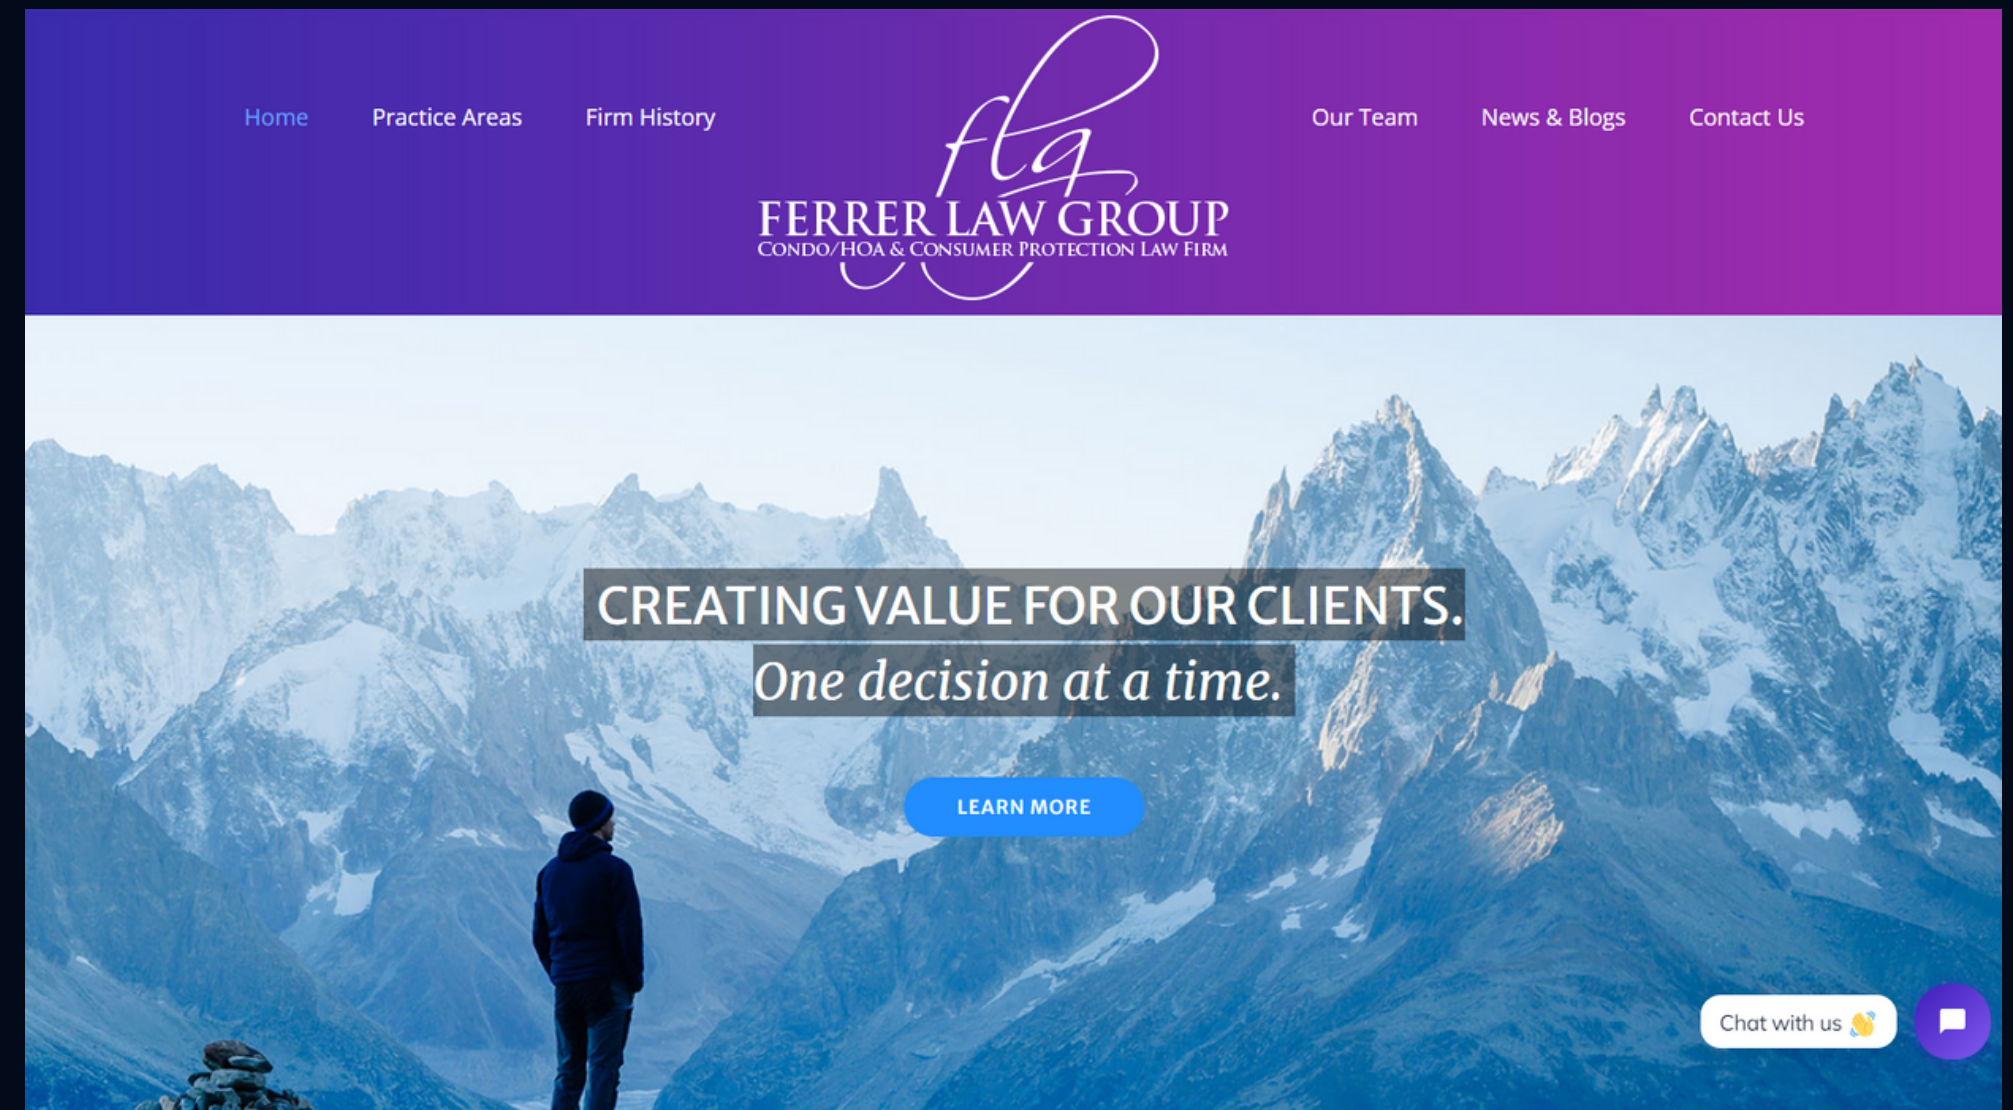 Home
Practice Areas
Firm History
flg
FERRER LAW GROUP
CONDO/HOA & CONSUMER PROTECTION LAW FIRM
Our Team
News & Blogs
Contact Us
CREATING VALUE FOR OUR CLIENTS.
One decision at a time.
LEARN MORE
Chat with us 👋